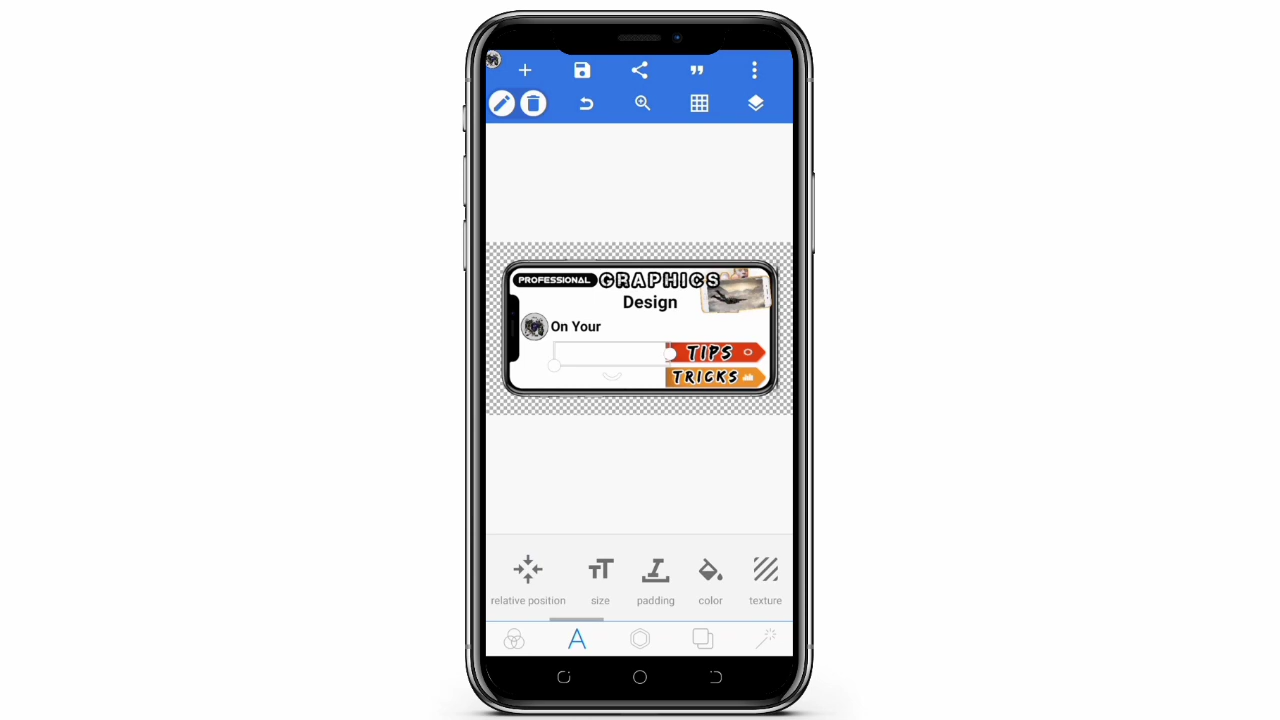 PROFESSIONAL GRAPHICS
Design
On Your
TIPS
TRICKS
relative position size padding color texture